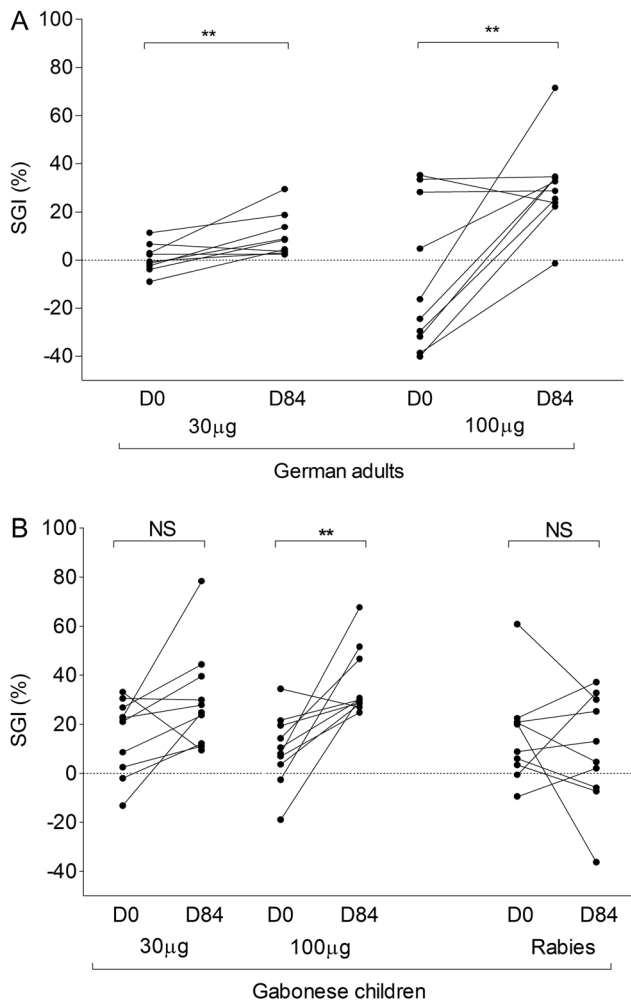 A
100
80
60
40
20
0
-20
-40
SGI (%)
** **
D0 D84 D0 D84
30µg 100µg
German adults
B
100
80
60
40
20
0
-20
-40
SGI (%)
NS ** NS
D0 D84 D0 D84 D0 D84
30µg 100µg Rabies
Gabonese children